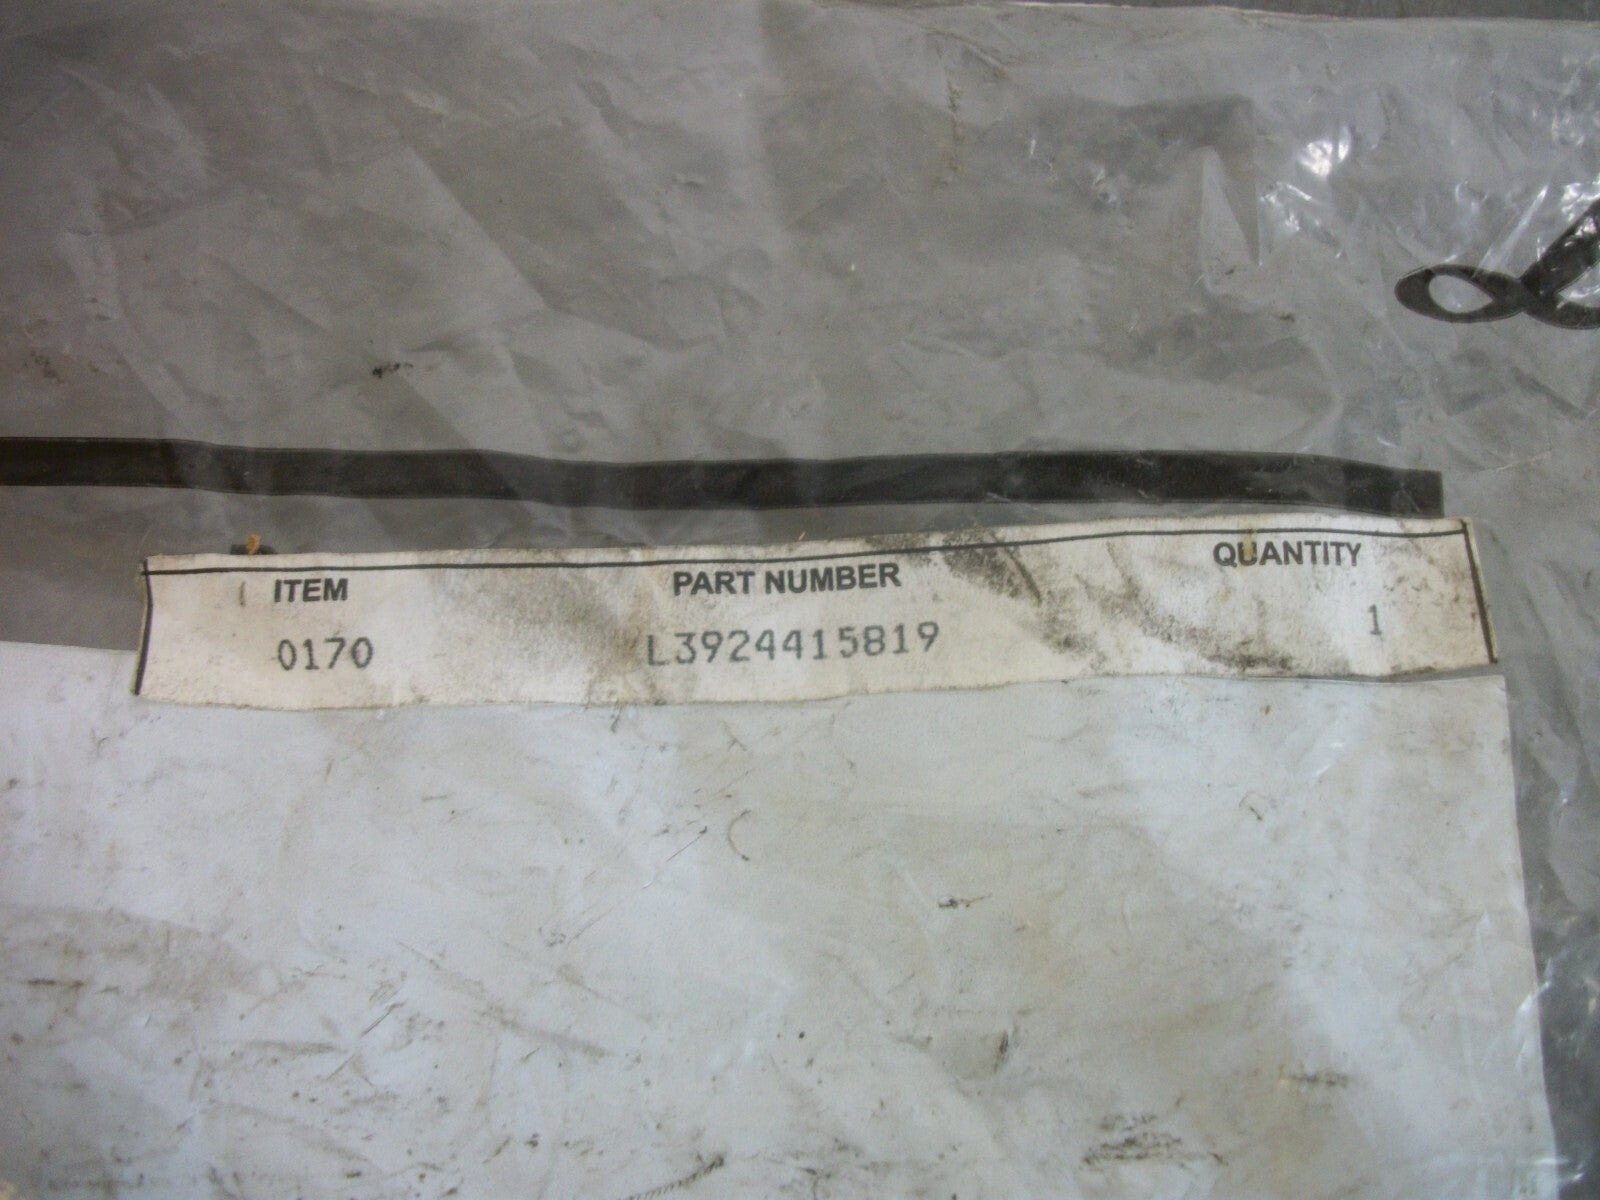 ITEM PART NUMBER QUANTITY
0170 L3924415819 1